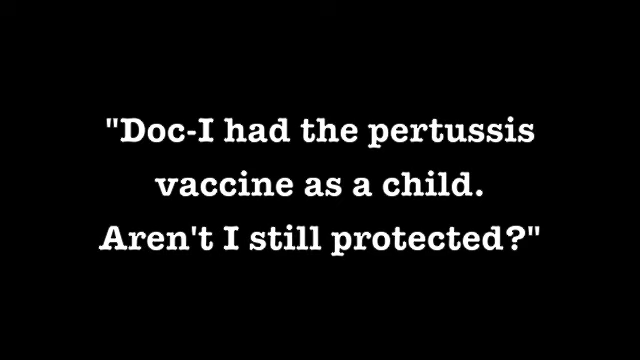 "Doc-I had the pertussis
vaccine as a child.
Aren't I still protected?"